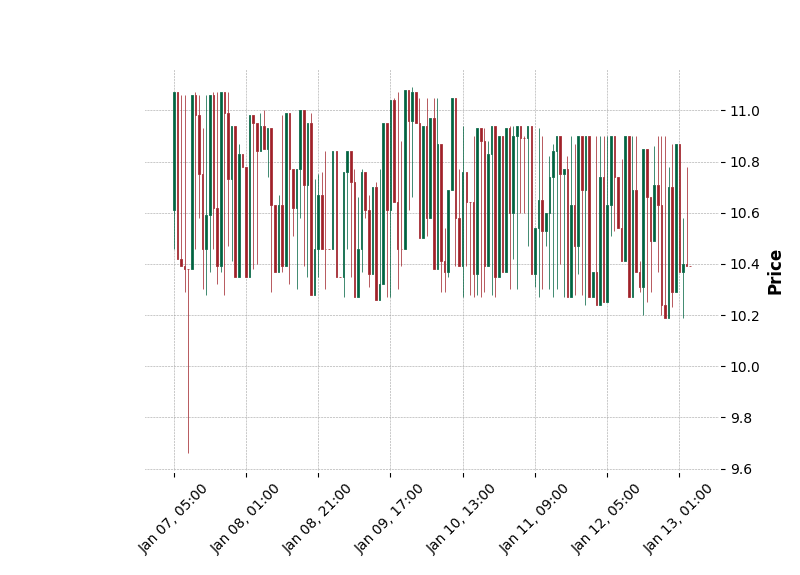 11.0
10.8
10.6
10.4
10.2
10.0
9.8
9.6
Price
Jan 07, 05:00
Jan 08, 01:00
Jan 08, 21:00
Jan 09, 17:00
Jan 10, 13:00
Jan 11, 09:00
Jan 12, 05:00
Jan 13, 01:00